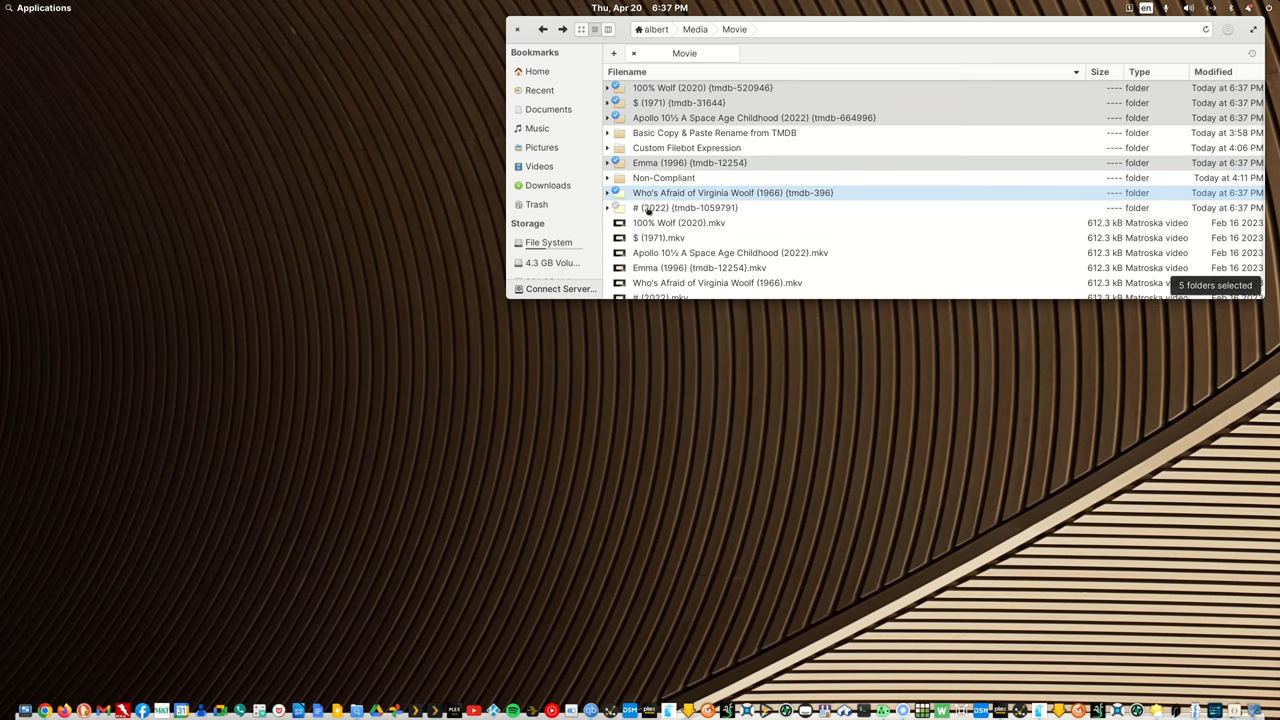 Applications
Thu, Apr 20 6:37 PM
en
albert Media Movie
Bookmarks
Home
Recent
Documents
Music
Pictures
Videos
Downloads
Trash
Storage
File System
4.3 GB Volu...
Connect Server...
Movie
Filename Size Type Modified
100% Wolf (2020) {tmdb-520946} ---- folder Today at 6:37 PM
$ (1971) {tmdb-31644} ---- folder Today at 6:37 PM
Apollo 10½ A Space Age Childhood (2022) {tmdb-664996} ---- folder Today at 6:37 PM
Basic Copy & Paste Rename from TMDB ---- folder Today at 3:58 PM
Custom Filebot Expression ---- folder Today at 4:06 PM
Emma (1996) {tmdb-12254} ---- folder Today at 6:37 PM
Non-Compliant ---- folder Today at 4:11 PM
Who's Afraid of Virginia Woolf (1966) {tmdb-396} ---- folder Today at 6:37 PM
# (2022) {tmdb-1059791} ---- folder Today at 6:37 PM
100% Wolf (2020).mkv 612.3 kB Matroska video Feb 16 2023
$ (1971).mkv 612.3 kB Matroska video Feb 16 2023
Apollo 10½ A Space Age Childhood (2022).mkv 612.3 kB Matroska video Feb 16 2023
Emma (1996) {tmdb-12254}.mkv 612.3 kB Matroska video Feb 16 2023
Who's Afraid of Virginia Woolf (1966).mkv 612.3 kB Matroska
# (2022).mkv 612.3 kB Matroska
5 folders selected